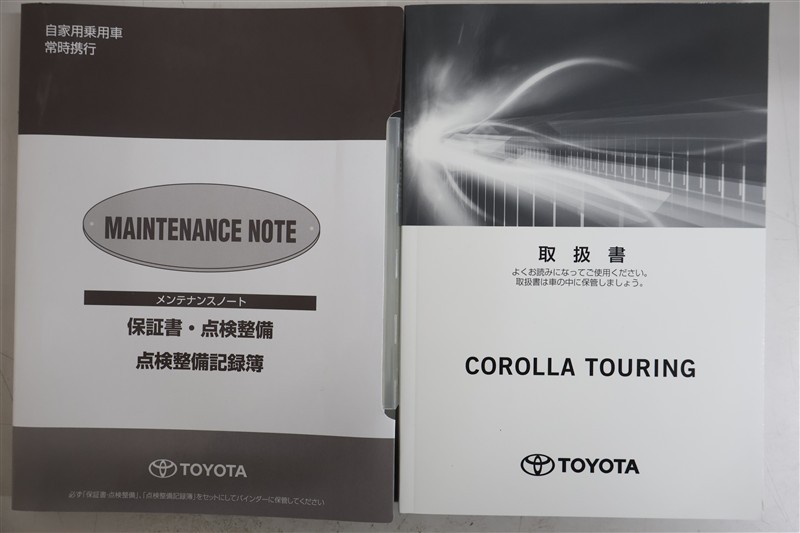 自家用乗用車
常時携行
MAINTENANCE NOTE
メンテナンスノート
保証書・点検整備
点検整備記録簿
TOYOTA
必ず「保証書・点検整備」、「点検整備記録簿」をセットにしてバインダーに保管してください
取扱書
よくお読みになってご使用ください。
取扱書は車の中に保管しましょう。
COROLLA TOURING
TOYOTA